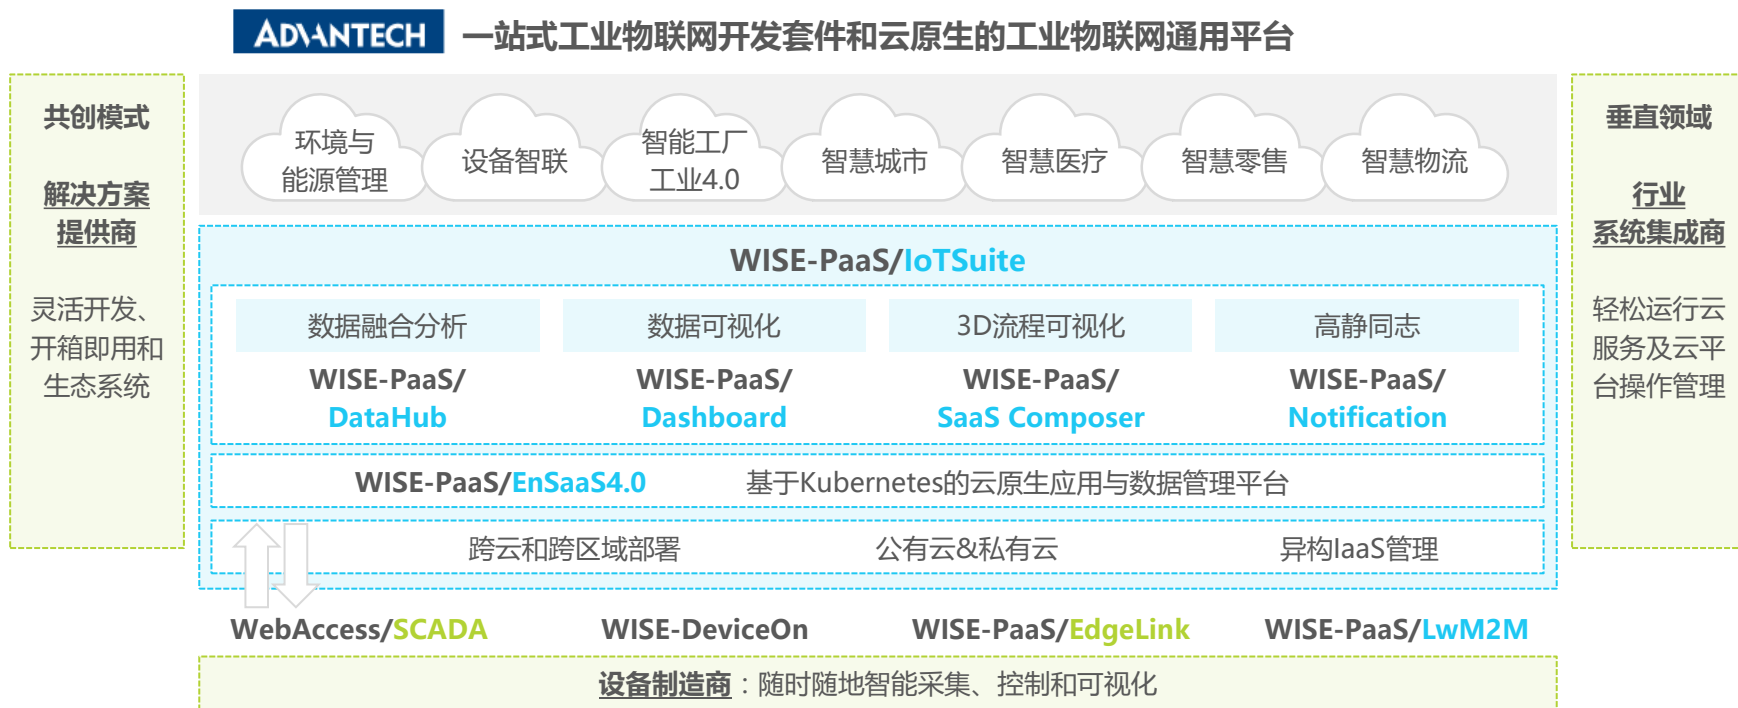 ADVANTECH 一站式工业物联网开发套件和云原生的工业物联网通用平台
共创模式
解决方案
提供商
灵活开发、
开箱即用和
生态系统
环境与
能源管理
设备智联
智能工厂
工业4.0
智慧城市
智慧医疗
智慧零售
智慧物流
WISE-PaaS/IoTSuite
数据融合分析
WISE-PaaS/
DataHub
数据可视化
WISE-PaaS/
Dashboard
3D流程可视化
WISE-PaaS/
SaaS Composer
高静同志
WISE-PaaS/
Notification
WISE-PaaS/EnSaaS4.0 基于Kubernetes的云原生应用与数据管理平台
跨云和跨区域部署 公有云&私有云 异构IaaS管理
WebAccess/SCADA WISE-DeviceOn WISE-PaaS/EdgeLink WISE-PaaS/LwM2M
设备制造商：随时随地智能采集、控制和可视化
垂直领域
行业
系统集成商
轻松运行云
服务及云平
台操作管理